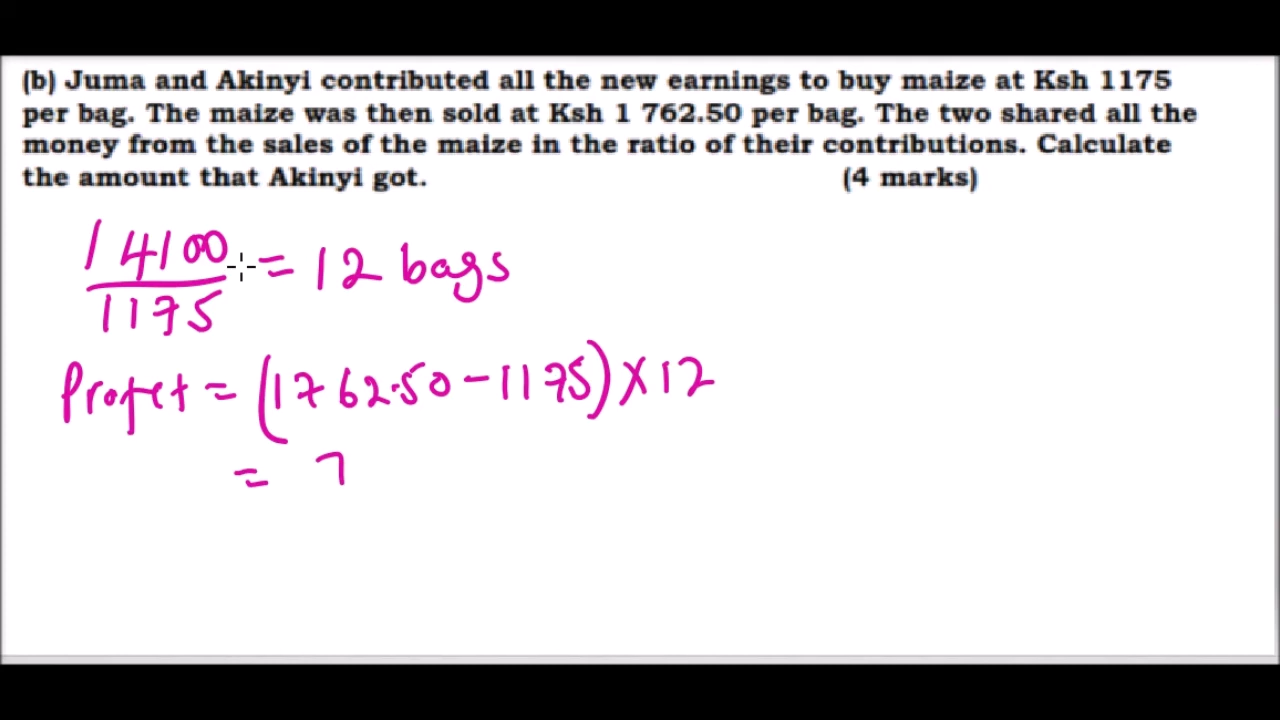 (b) Juma and Akinyi contributed all the new earnings to buy maize at Ksh 1175
per bag. The maize was then sold at Ksh 1 762.50 per bag. The two shared all the
money from the sales of the maize in the ratio of their contributions. Calculate
the amount that Akinyi got. (4 marks)
14100
1175
= 12 bags
Profit = (1762.50 - 1175) X 12
= 7